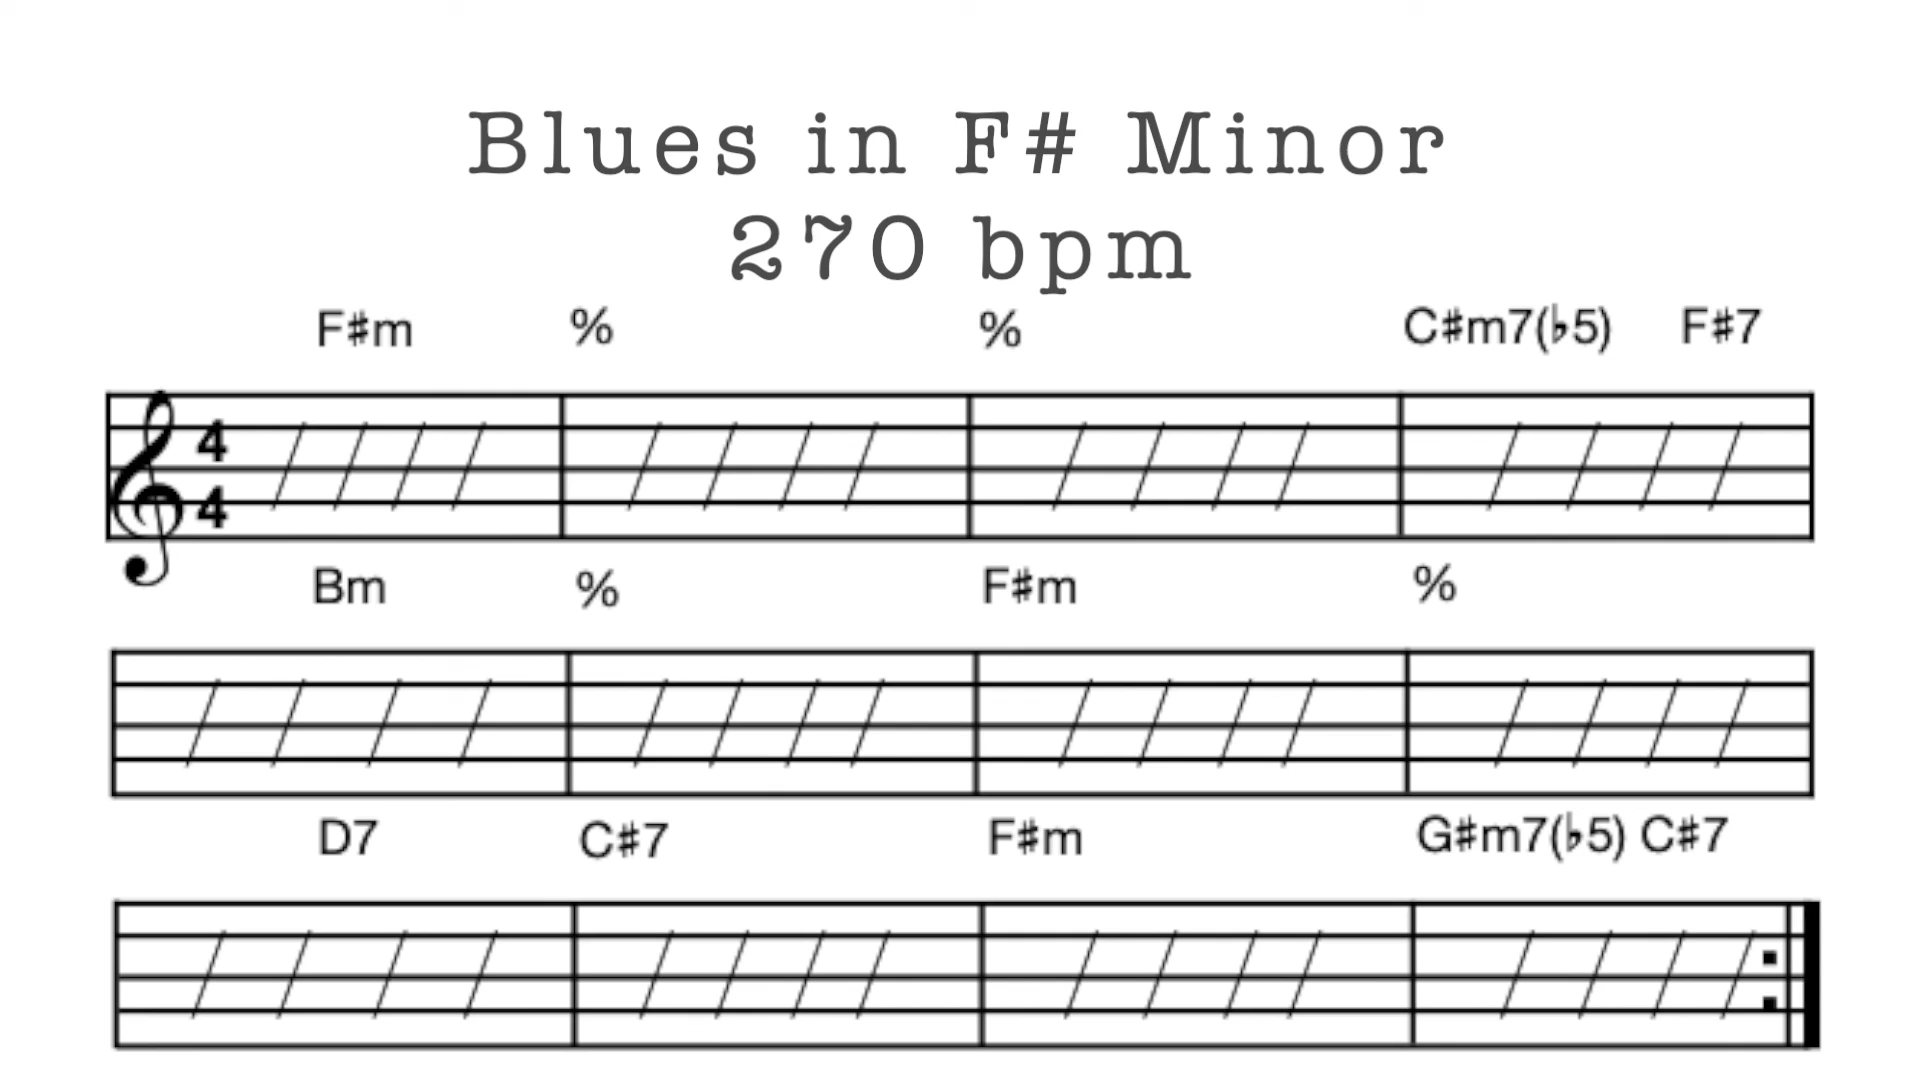 Blues in F# Minor
270 bpm
F♯m % % C♯m7(♭5) F♯7
4
4
Bm % F♯m %
D7 C♯7 F♯m G♯m7(♭5) C♯7